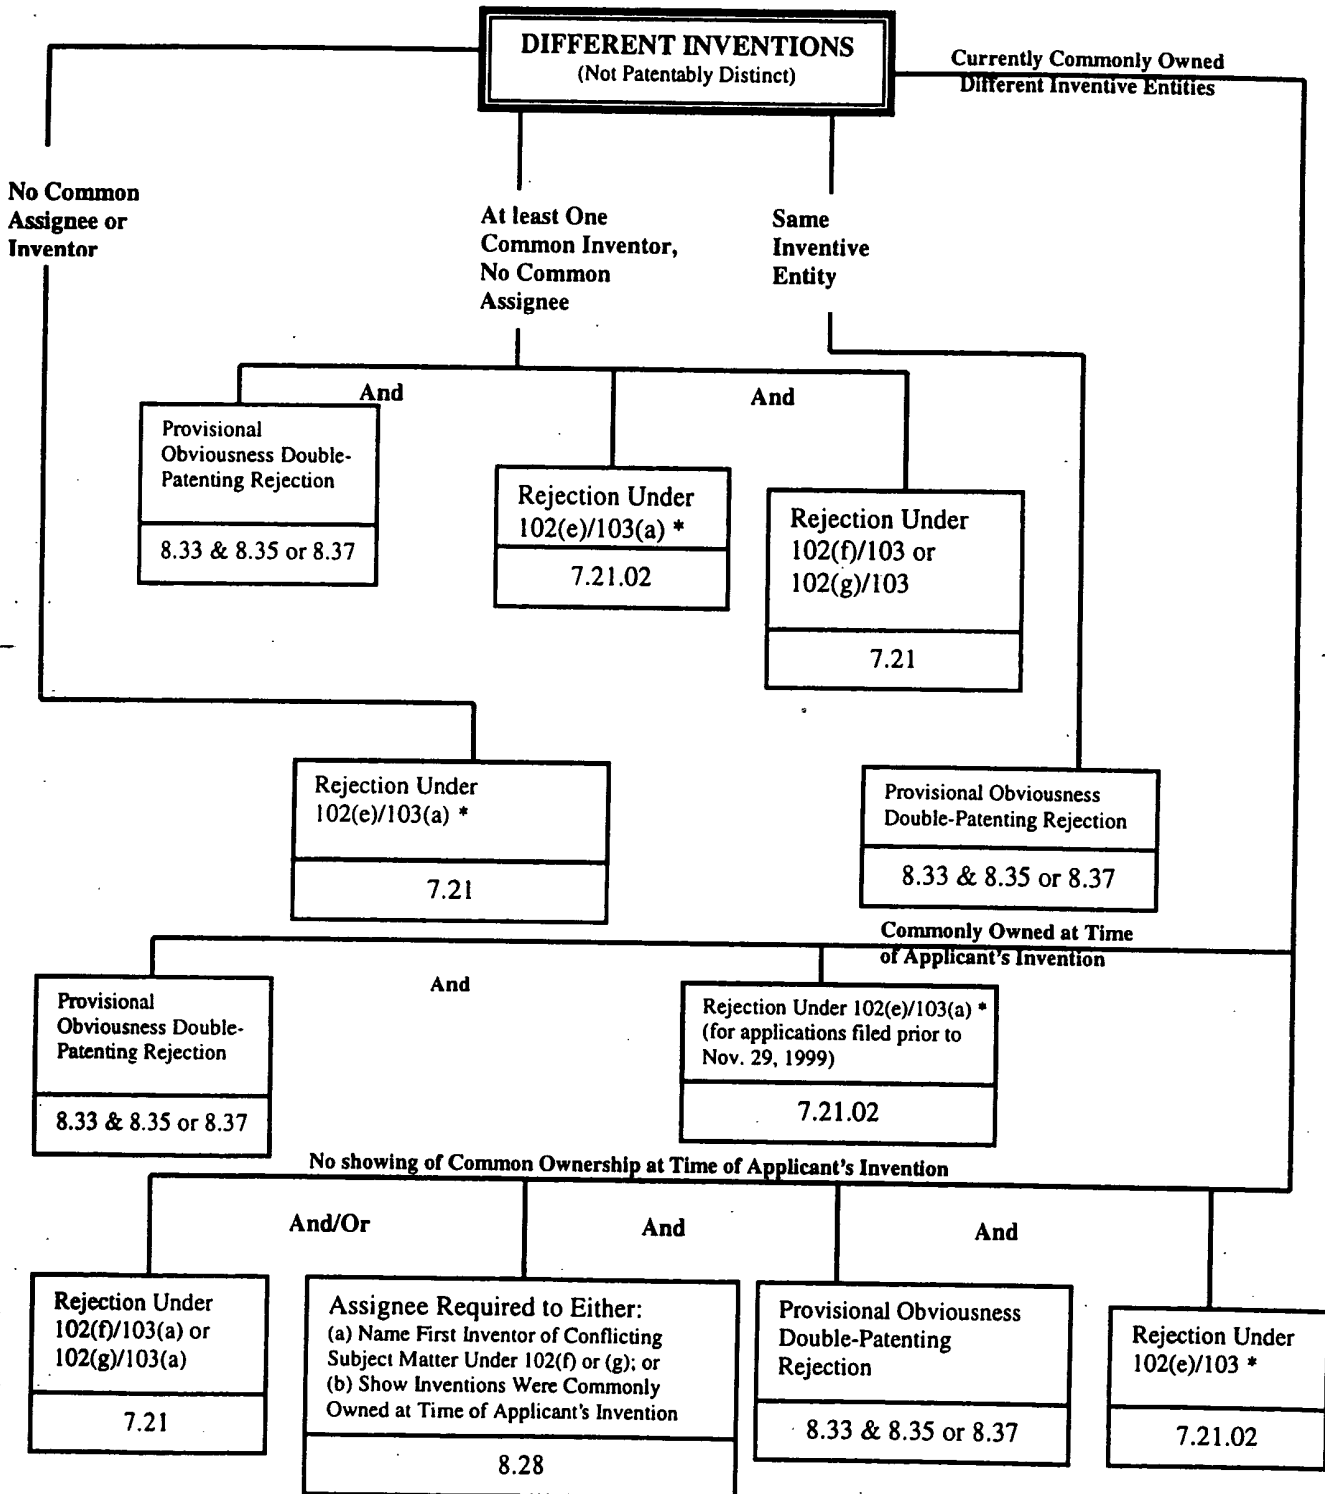 DIFFERENT INVENTIONS
(Not Patentably Distinct)
Currently Commonly Owned
Different Inventive Entities
No Common
Assignee or
Inventor
At least One
Common Inventor,
No Common
Assignee
Same
Inventive
Entity
And
And
Provisional
Obviousness Double-
Patenting Rejection
8.33 & 8.35 or 8.37
Rejection Under
102(e)/103(a) *
7.21.02
Rejection Under
102(f)/103 or
102(g)/103
7.21
Rejection Under
102(e)/103(a) *
7.21
Provisional Obviousness
Double-Patenting Rejection
8.33 & 8.35 or 8.37
Commonly Owned at Time
of Applicant's Invention
And
Provisional
Obviousness Double-
Patenting Rejection
8.33 & 8.35 or 8.37
Rejection Under 102(e)/103(a) *
(for applications filed prior to
Nov. 29, 1999)
7.21.02
No showing of Common Ownership at Time of Applicant's Invention
And/Or
And
And
Rejection Under
102(f)/103(a) or
102(g)/103(a)
7.21
Assignee Required to Either:
(a) Name First Inventor of Conflicting
Subject Matter Under 102(f) or (g); or
(b) Show Inventions Were Commonly
Owned at Time of Applicant's Invention
8.28
Provisional Obviousness
Double-Patenting
Rejection
8.33 & 8.35 or 8.37
Rejection Under
102(e)/103 *
7.21.02